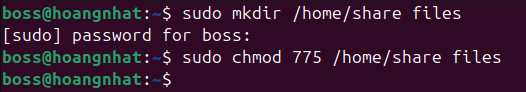 boss@hoangnhat:~$ sudo mkdir /home/share files
[sudo] password for boss:
boss@hoangnhat:~$ sudo chmod 775 /home/share files
boss@hoangnhat:~$